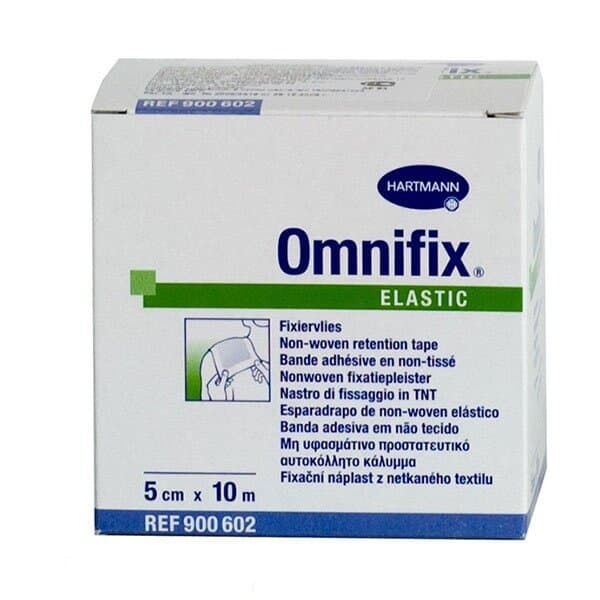 REF 900 602
nifix®
ELASTIC
HARTMANN
Omnifix®
ELASTIC
Fixiervlies
Non-woven retention tape
Bande adhésive en non-tissé
Nonwoven fixatiepleister
Nastro di fissaggio in TNT
Esparadrapo de non-woven elástico
Banda adesiva em não tecido
Μη υφασμάτινο προστατευτικό
αυτοκόλλητο κάλυμμα
Fixační náplast z netkaného textilu
5 cm x 10 m
REF 900 602